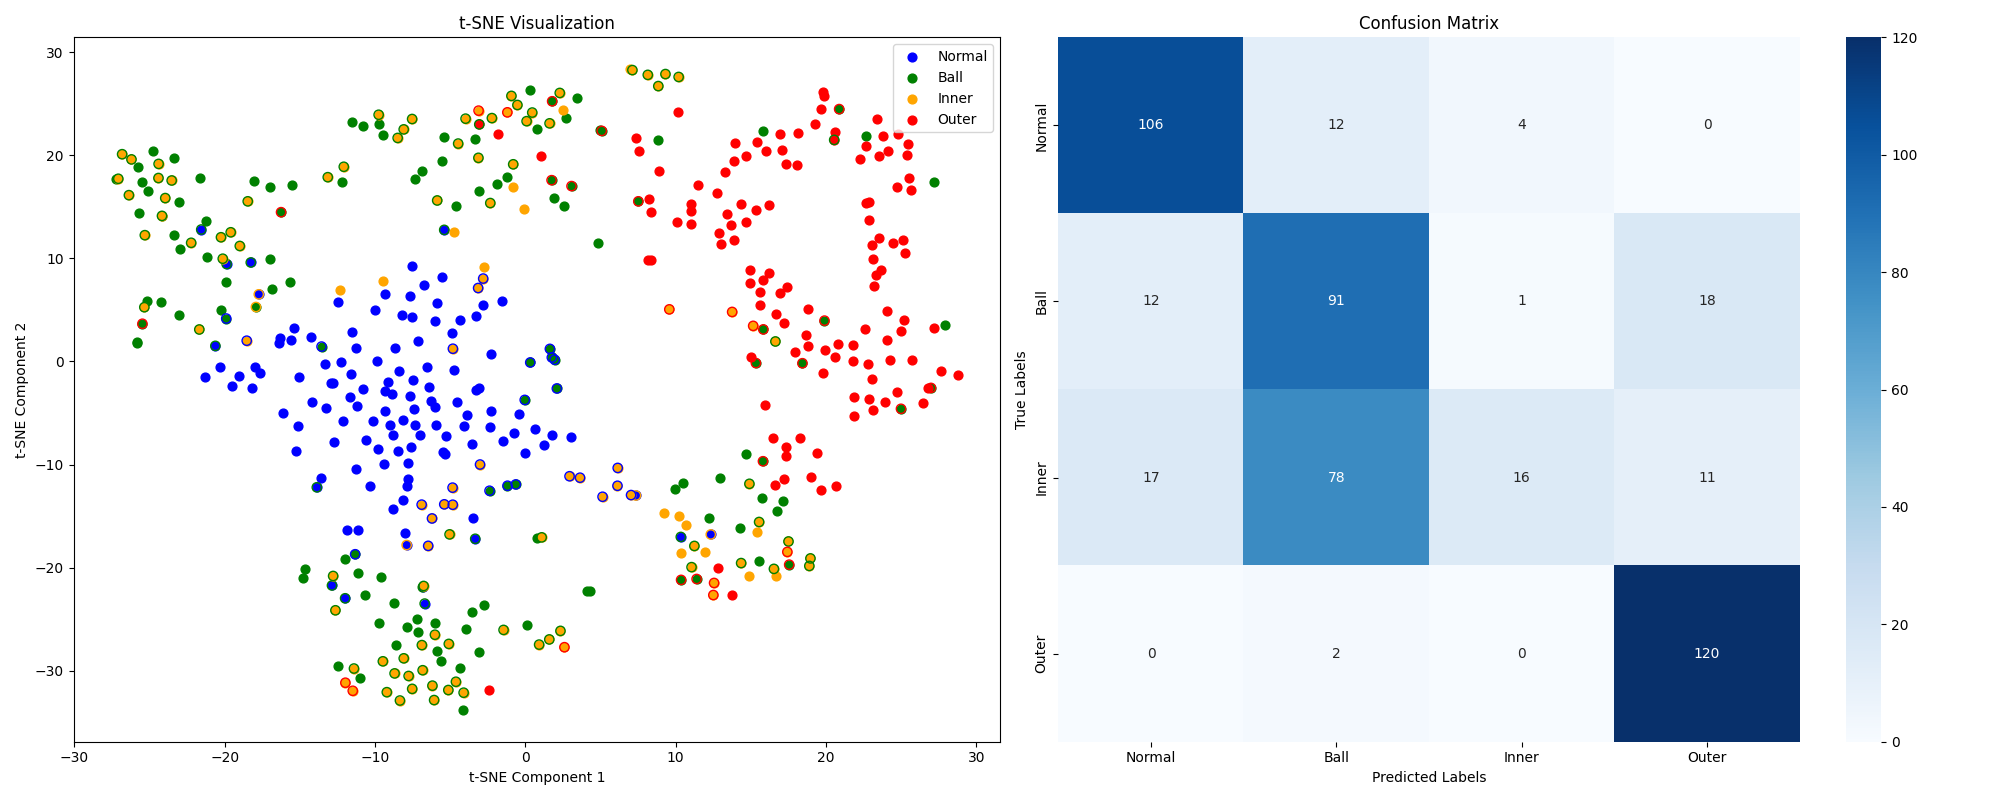 t-SNE Visualization
30
20
10
0
−10
−20
−30
t-SNE Component 2
−30
−20
−10
0
10
20
30
t-SNE Component 1
Normal
Ball
Inner
Outer
Confusion Matrix
True Labels
Normal
106
12
4
0
Ball
12
91
1
18
Inner
17
78
16
11
Outer
0
2
0
120
Normal
Ball
Inner
Outer
Predicted Labels
120
100
80
60
40
20
0